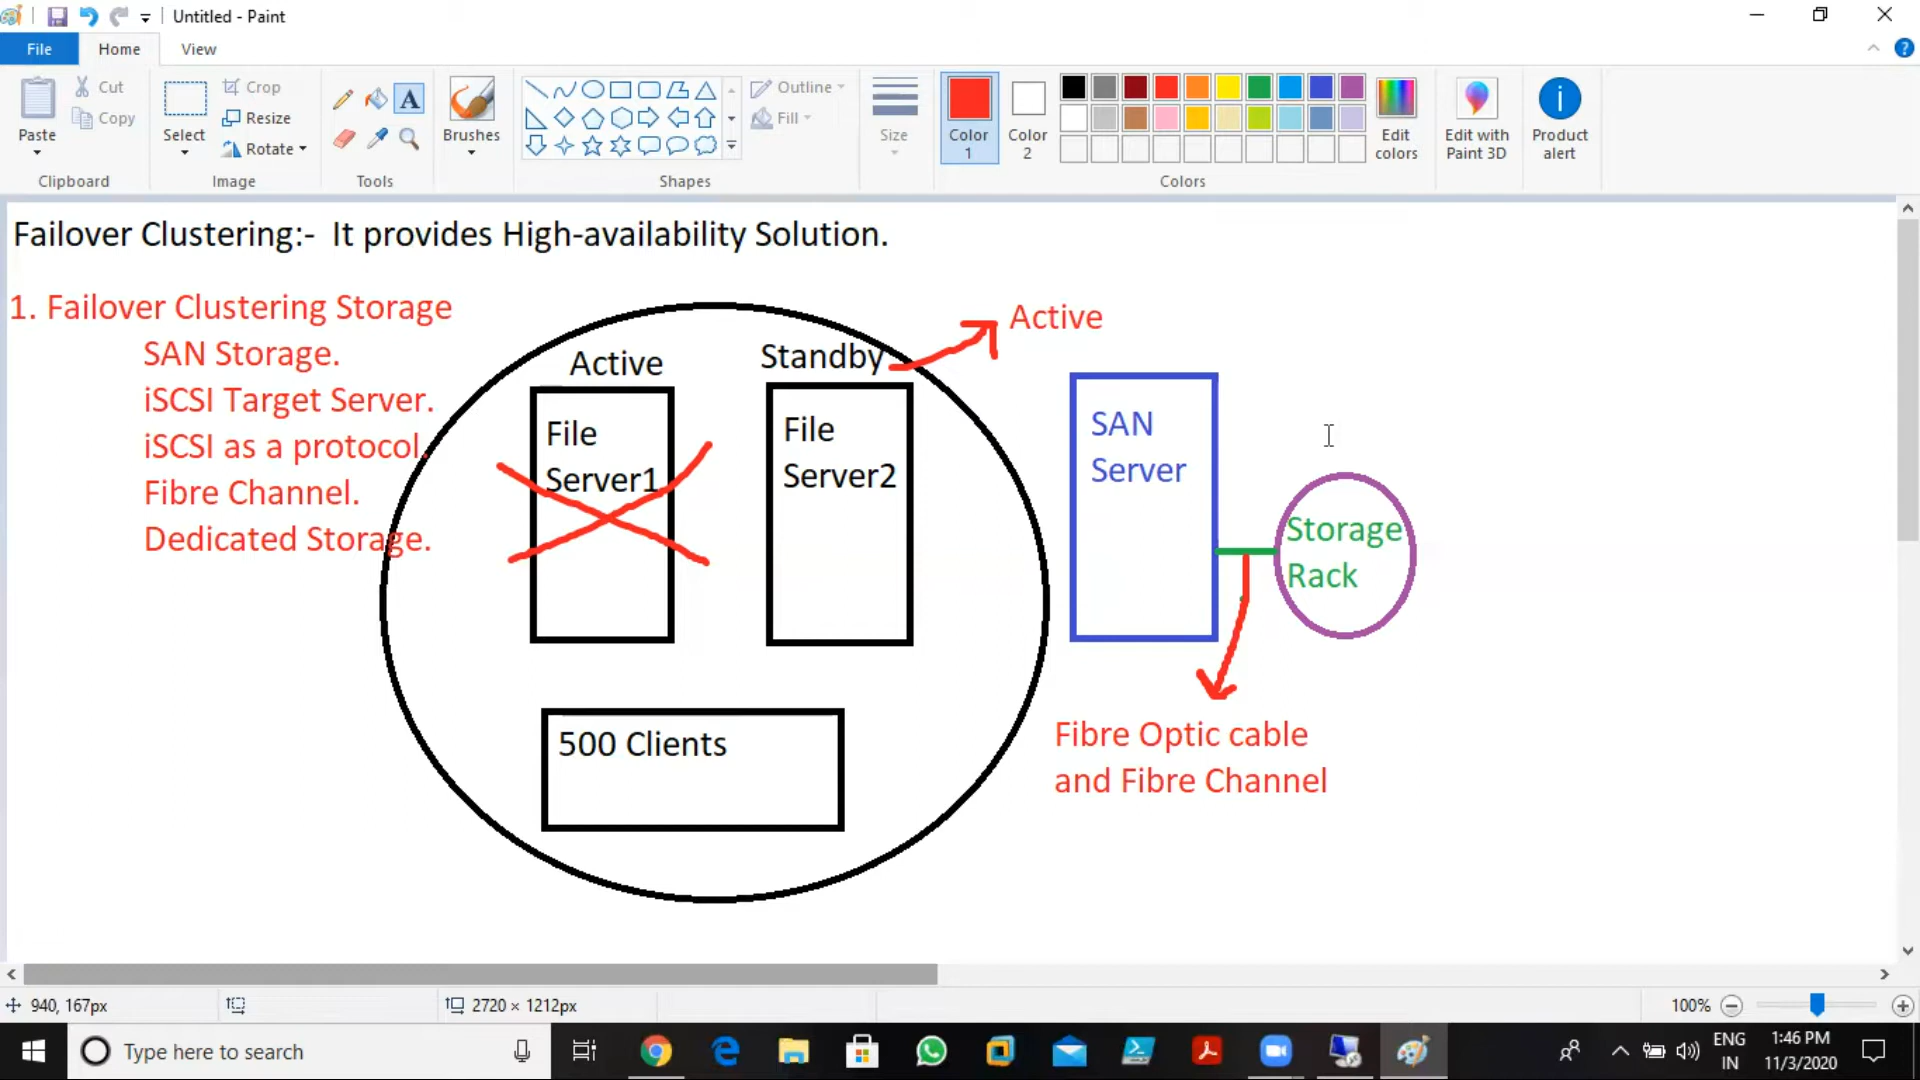 Untitled - Paint
File
Home
View
Paste
Cut
Copy
Clipboard
Select
Crop
Resize
Rotate
Image
A
Tools
Brushes
Outline
Fill
Shapes
Size
Color
1
Color
2
Edit
colors
Edit with
Paint 3D
Product
alert
Colors
Failover Clustering:- It provides High-availability Solution.
1. Failover Clustering Storage
SAN Storage.
iSCSI Target Server.
iSCSI as a protocol.
Fibre Channel.
Dedicated Storage.
Active
Standby
Active
File
Server1
File
Server2
SAN
Server
Storage
Rack
500 Clients
Fibre Optic cable
and Fibre Channel
940, 167px
2720 × 1212px
100%
Type here to search
ENG
IN
1:46 PM
11/3/2020